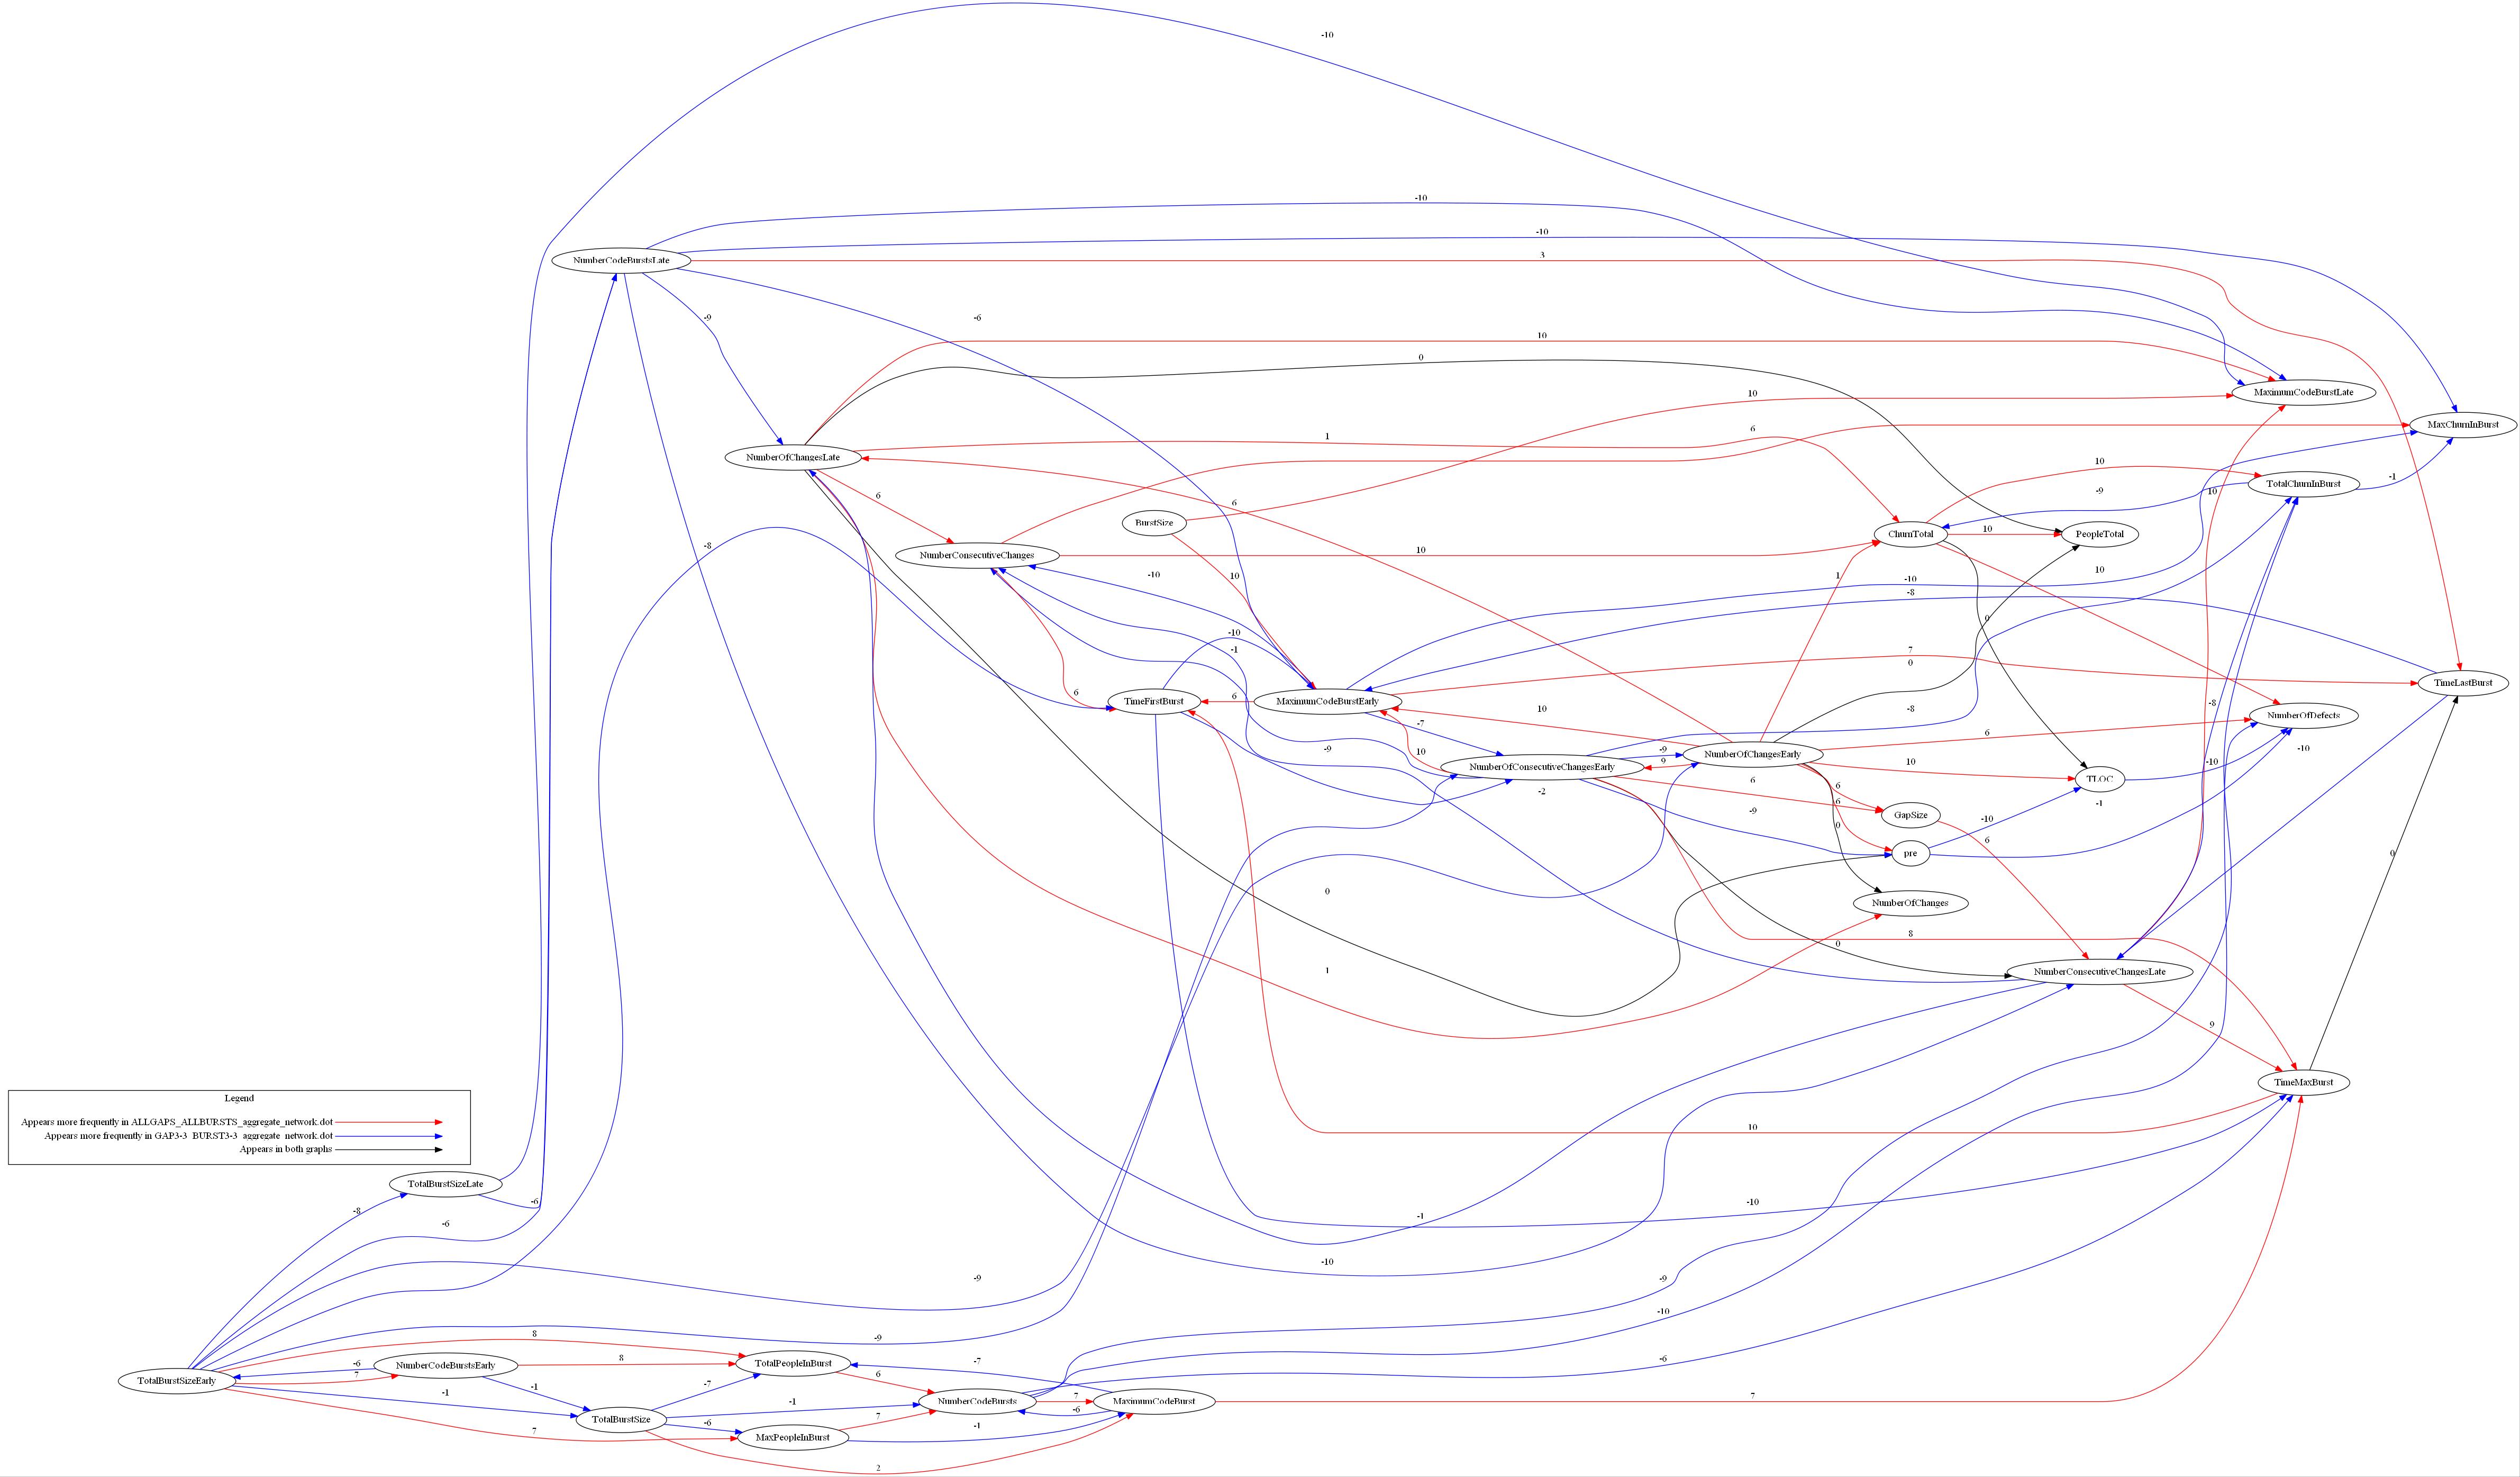 -10
-10
-10
3
NumberCodeBurstsLate
-9
-6
10
0
MaximumCodeBurstLate
10
MaxChurnInBurst
6
1
NumberOfChangesLate
10
TotalChurnInBurst
-1
6
6
10
-9
BurstSize
10
ChurnTotal
PeopleTotal
NumberConsecutiveChanges
10
10
-10
10
1
-10
10
-8
0
-10
-1
7
0
TimeLastBurst
6
TimeFirstBurst
6
MaximumCodeBurstEarly
-8
10
-8
NumberOfDefects
-7
6
-9
10
-9
NumberOfChangesEarly
-10
9
10
-10
NumberOfConsecutiveChangesEarly
6
6
TLOC
-2
6
-1
-9
GapSize
-10
0
6
pre
0
0
NumberOfChanges
8
0
1
NumberConsecutiveChangesLate
9
TimeMaxBurst
Legend
Appears more frequently in ALLGAPS_ALLBURSTS_aggregate_network.dot
Appears more frequently in GAP3-3_BURST3-3_aggregate_network.dot
Appears in both graphs
10
TotalBurstSizeLate
-6
-10
-8
-1
-6
-10
-9
-9
-10
-9
8
-6
8
-7
NumberCodeBurstsEarly
TotalPeopleInBurst
-6
7
TotalBurstSizeEarly
-1
-1
-7
6
-1
NumberCodeBursts
7
MaximumCodeBurst
7
-6
TotalBurstSize
-6
7
-1
7
MaxPeopleInBurst
2